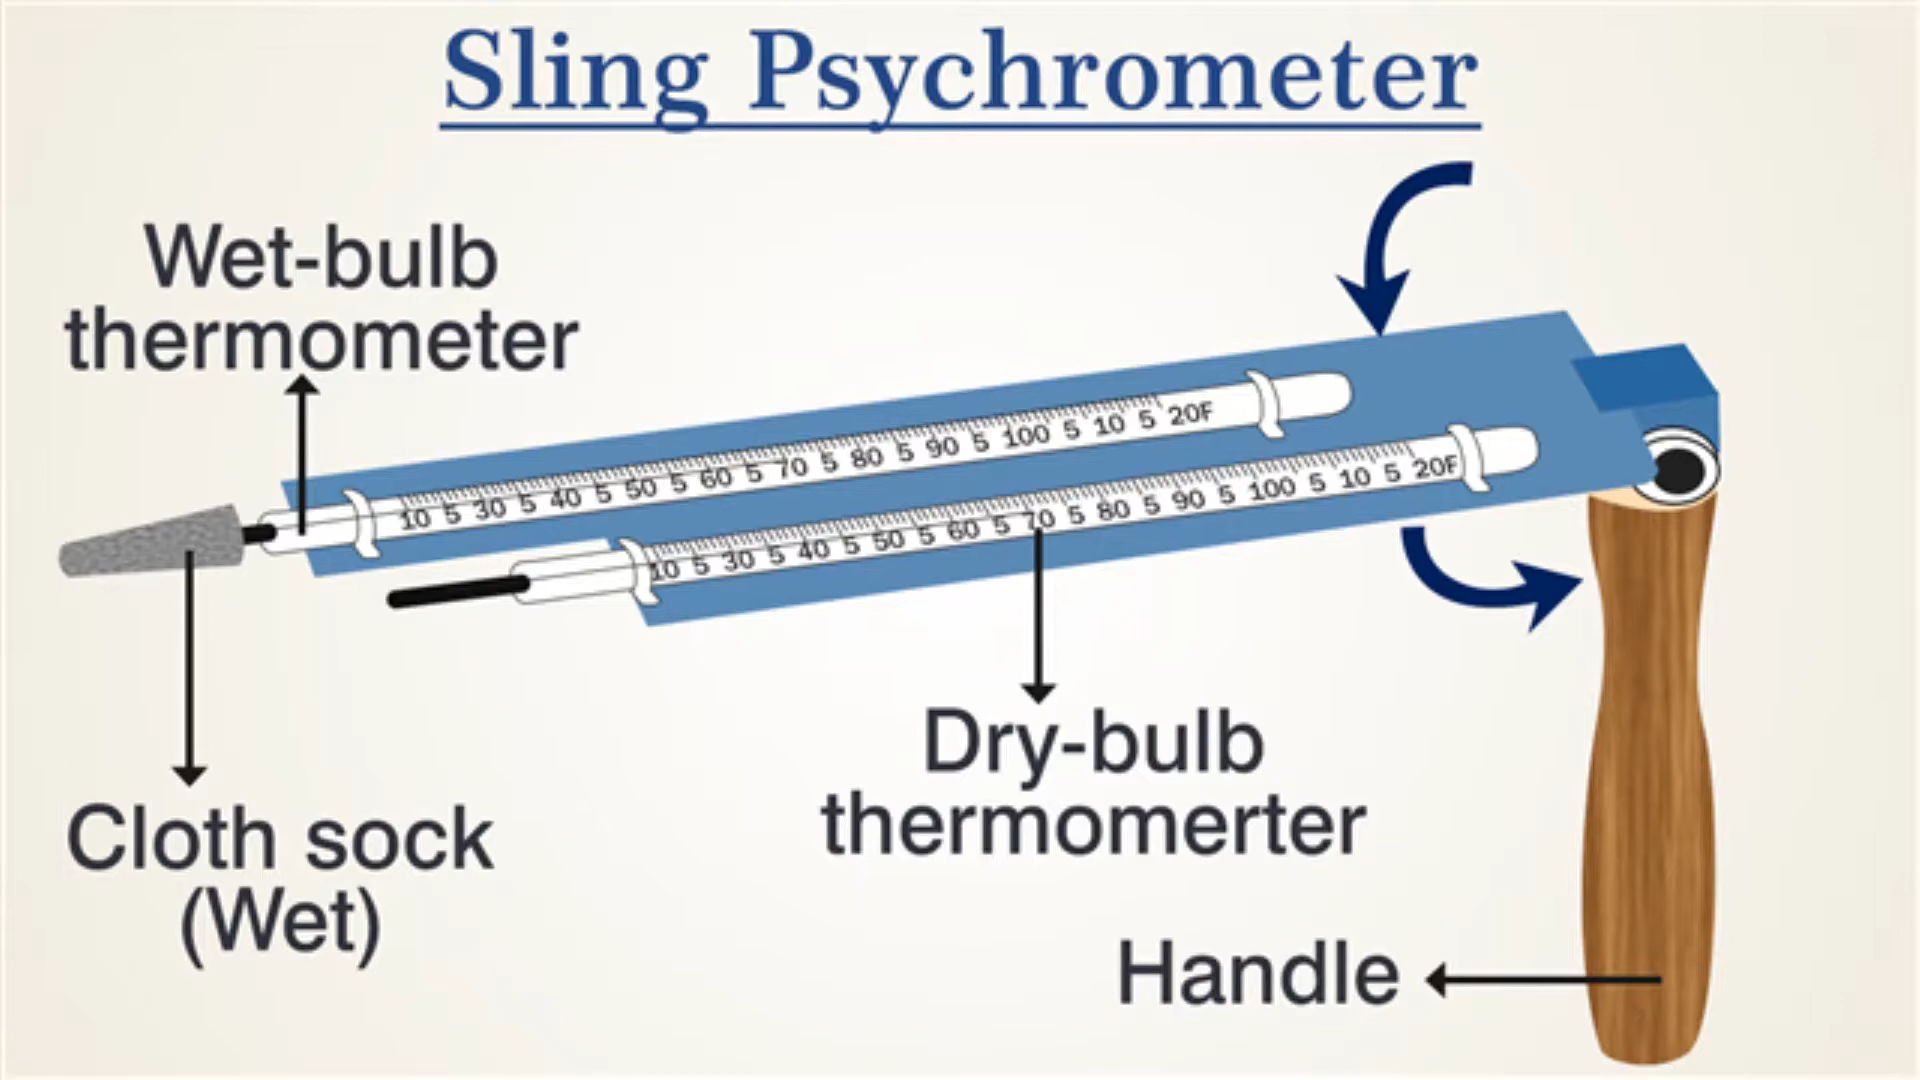 Sling Psychrometer
Wet-bulb
thermometer
10 5 30 5 40 5 50 5 60 5 70 5 80 5 90 5 100 5 10 5 20F
10 5 30 5 40 5 50 5 60 5 70 5 80 5 90 5 100 5 10 5 20F
Dry-bulb
thermomerter
Cloth sock
(Wet)
Handle